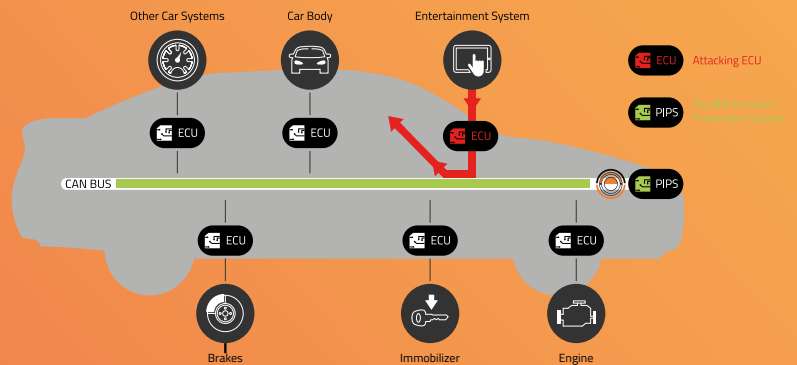 Other Car Systems
Car Body
Entertainment System
ECU
Attacking ECU
PIPS
ECU
ECU
ECU
CAN BUS
PIPS
ECU
ECU
ECU
Brakes
Immobilizer
Engine